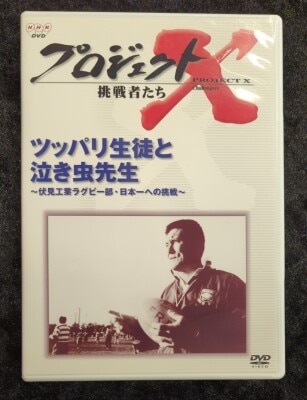 NHK
DVD
プロジェクトX
PROJECT X
Challengers
挑戦者たち
ツッパリ生徒と
泣き虫先生
〜伏見工業ラグビー部・日本一への挑戦〜
DVD
VIDEO